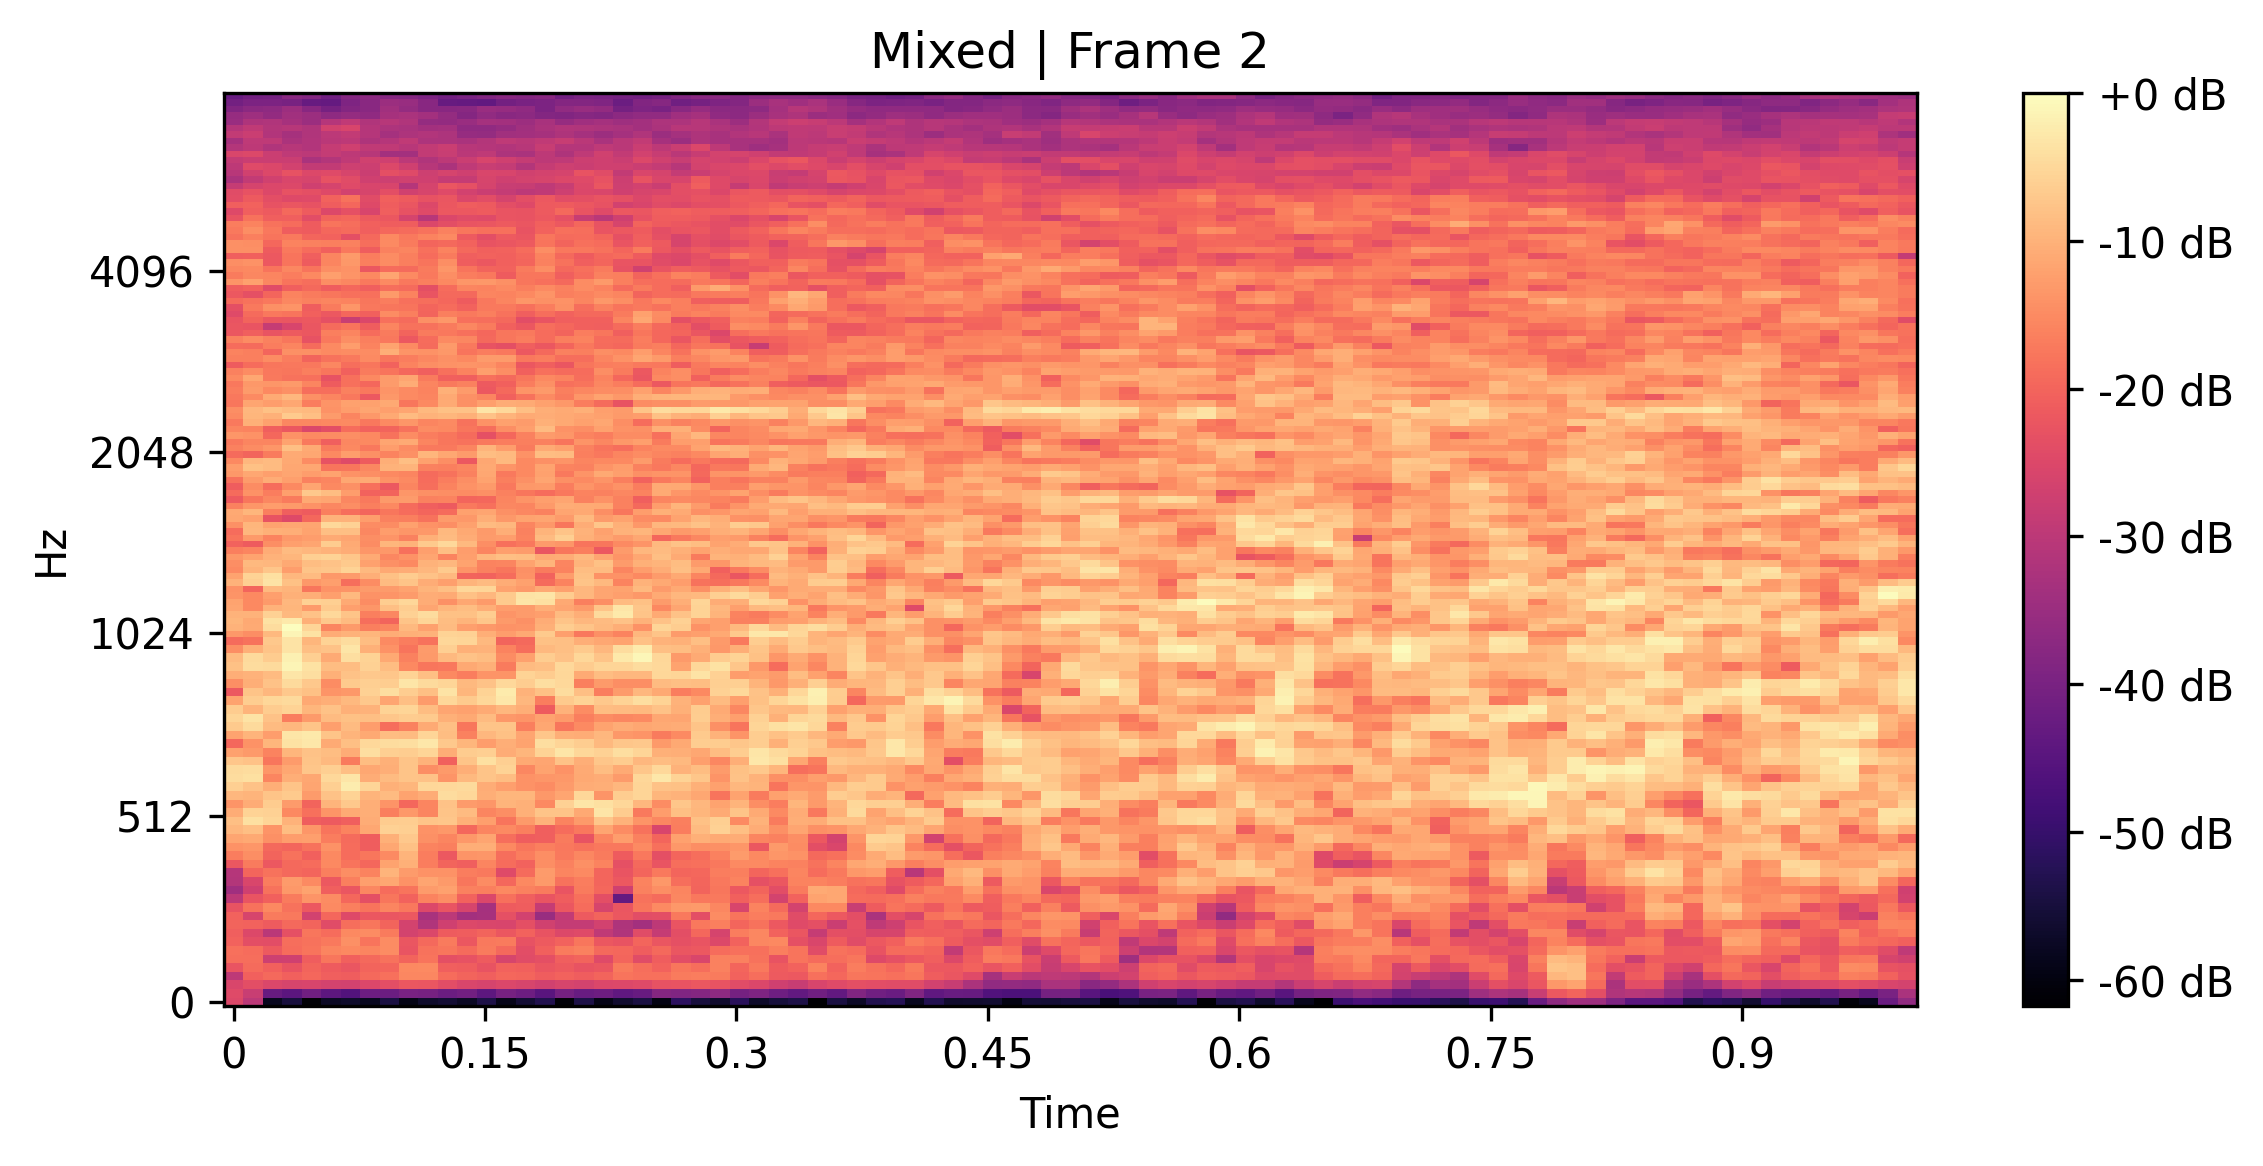 Mixed | Frame 2
+0 dB
-10 dB
-20 dB
-30 dB
-40 dB
-50 dB
-60 dB
Hz
4096
2048
1024
512
0
0 0.15 0.3 0.45 0.6 0.75 0.9
Time